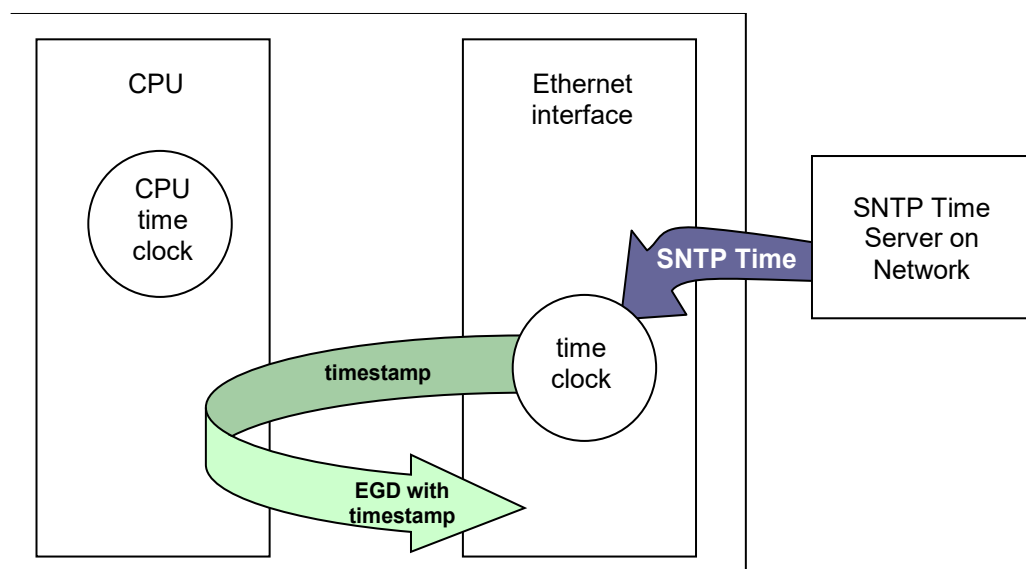 CPU
Ethernet
interface
CPU
time
clock
SNTP Time
Server on
Network
SNTP Time
time
clock
timestamp
EGD with
timestamp